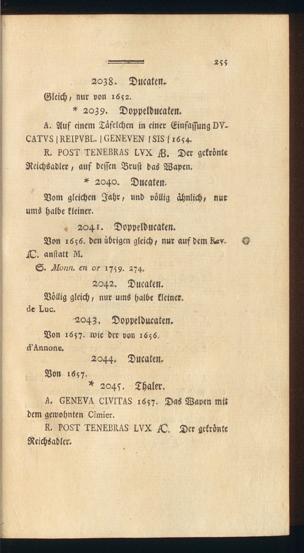 255
2038. Ducaten.
Gleich, nur von 1652.
* 2039. Doppelducaten.
A. Auf einem Täfelchen in einer Einfassung DV-
CATVS | REIPVBL. | GENEVEN | SIS | 1654.
R. POST TENEBRAS LVX Æ. Der gekrönte
Reichsadler, auf dessen Brust das Wapen.
* 2040. Ducaten.
Vom gleichen Jahr, und völlig ähnlich, nur
ums halbe kleiner.
2041. Doppelducaten.
Von 1656. den übrigen gleich, nur auf dem Rev.
Æ. anstatt M.
S. Monn. en or 1759. 274.
2042. Ducaten.
Völlig gleich, nur ums halbe kleiner.
de Luc.
2043. Doppelducaten.
Von 1657. wie der von 1656.
d'Annone.
2044. Ducaten.
Von 1657.
* 2045. Thaler.
A. GENEVA CIVITAS 1657. Das Wapen mit
dem gewohnten Cimier.
R. POST TENEBRAS LVX Æ. Der gekrönte
Reichsadler.